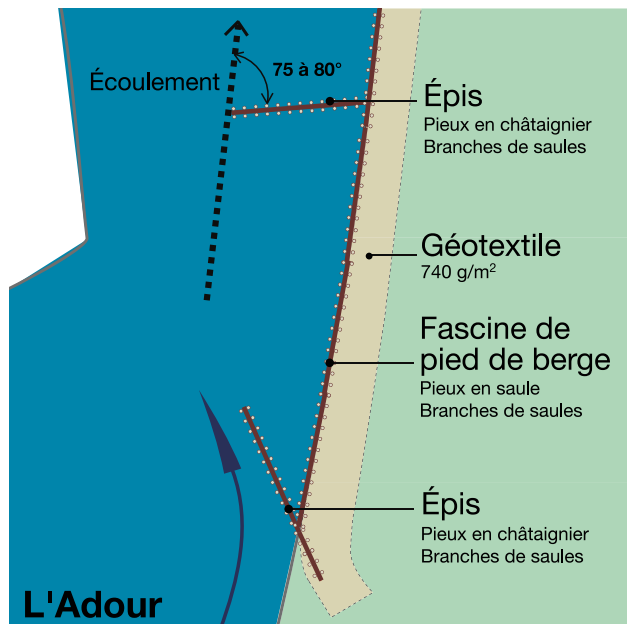 Écoulement
75 à 80°
Épis
Pieux en châtaignier
Branches de saules
Géotextile
740 g/m²
Fascine de
pied de berge
Pieux en saule
Branches de saules
Épis
Pieux en châtaignier
Branches de saules
L'Adour